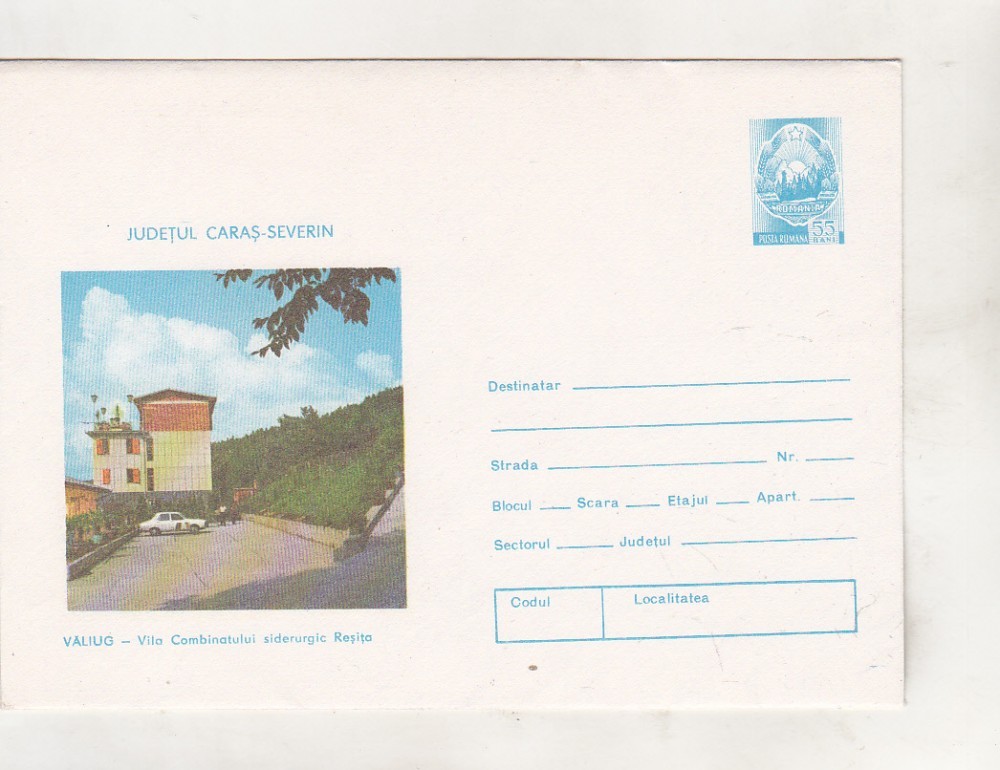 ROMANIA
POSTA ROMANA 55 BANI
JUDEȚUL CARAȘ-SEVERIN
Destinatar
Strada Nr.
Blocul Scara Etajul Apart.
Sectorul Județul
Codul Localitatea
VĂLIUG – Vila Combinatului siderurgic Reșița